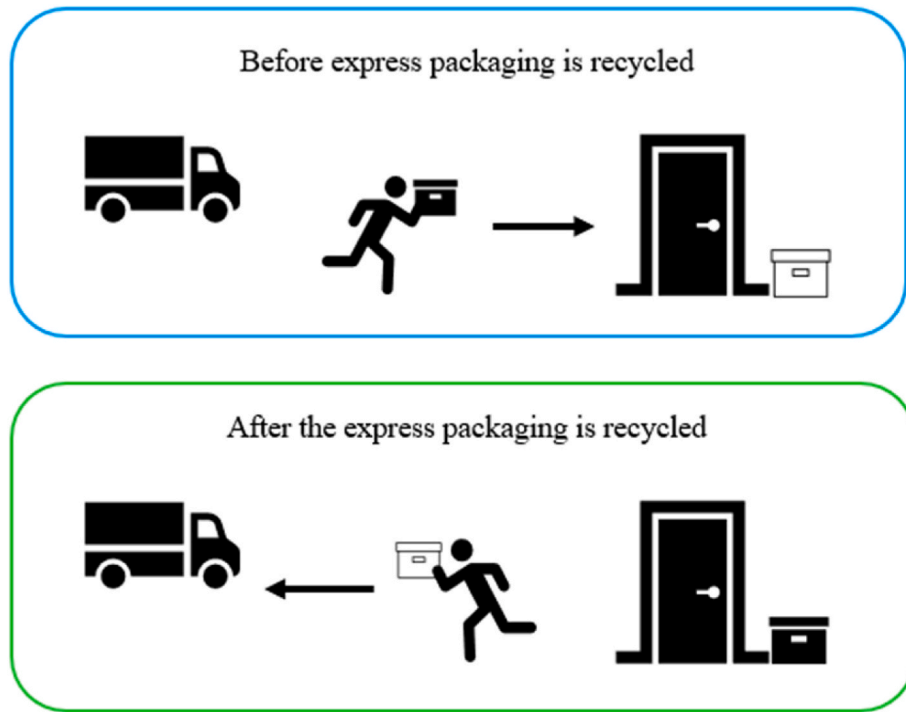 Before express packaging is recycled
After the express packaging is recycled